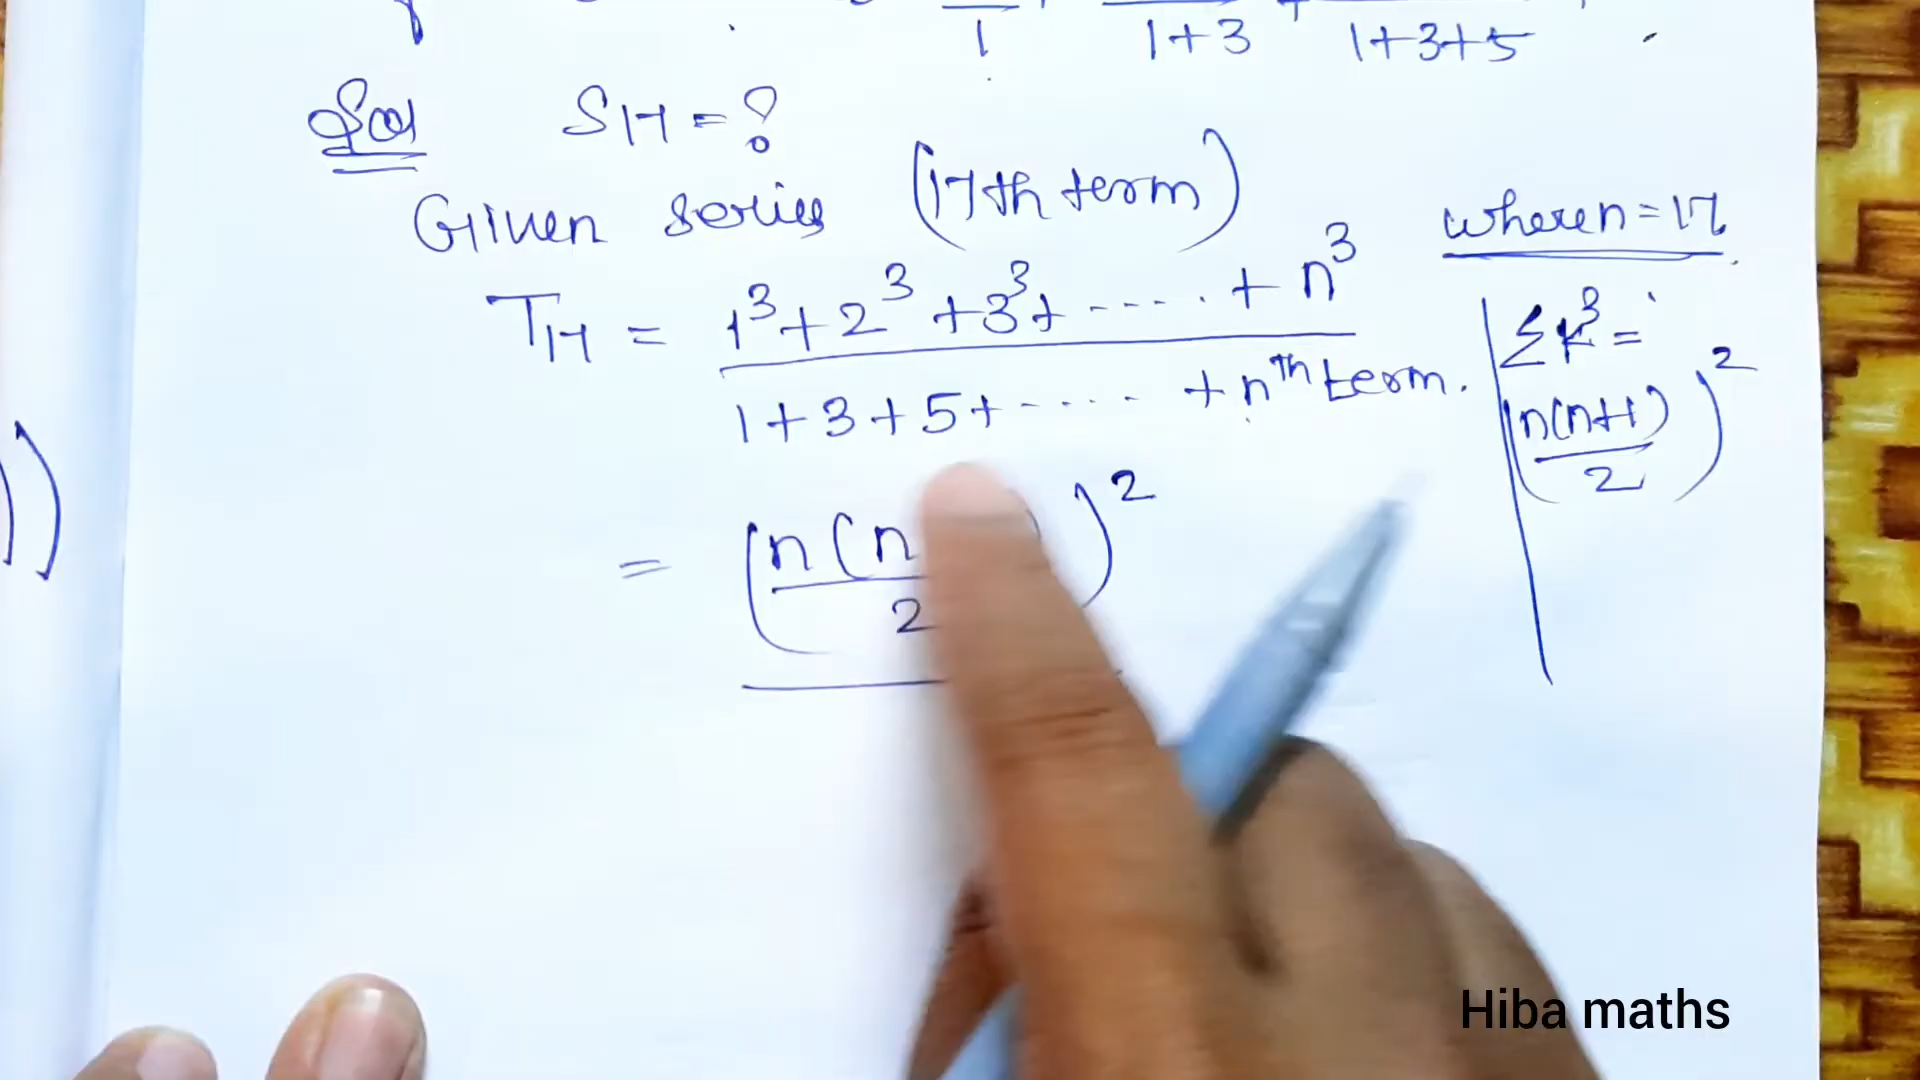 1 1+3 + 1+3+5
Sol S17 = ?
Given series (17th term) where n = 17
T17 = 1³+2³+3³+ ----. + n³ / 1+3+5+ ---- + nth term.
Σk³ = (n(n+1)/2)²
= (n(n / 2)²
Hiba maths